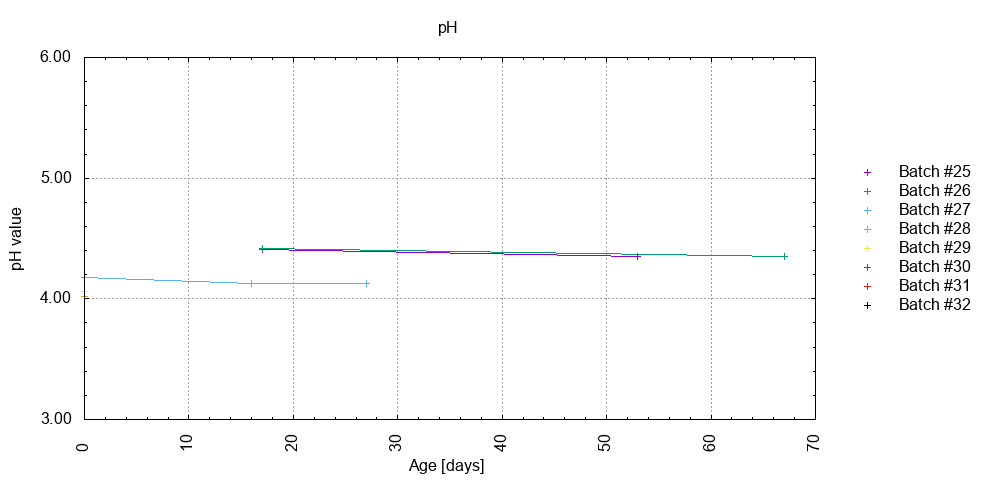 pH
6.00
5.00
4.00
3.00
pH value
0
10
20
30
40
50
60
70
Age [days]
Batch #25
Batch #26
Batch #27
Batch #28
Batch #29
Batch #30
Batch #31
Batch #32